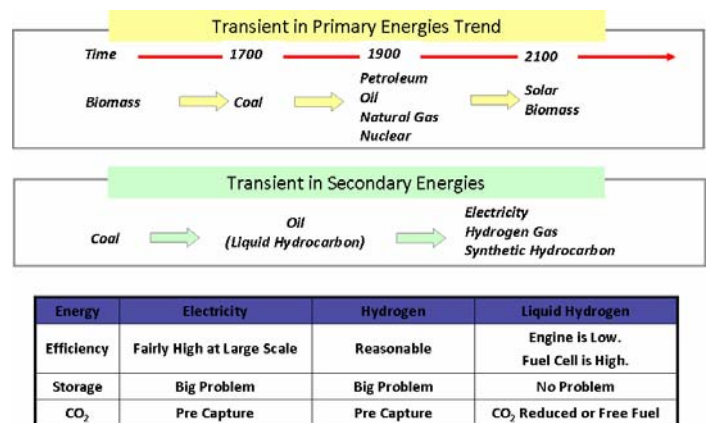 Transient in Primary Energies Trend
Time 1700 1900 2100
Biomass Coal Petroleum Oil Natural Gas Nuclear Solar Biomass
Transient in Secondary Energies
Coal Oil (Liquid Hydrocarbon) Electricity Hydrogen Gas Synthetic Hydrocarbon
Energy Electricity Hydrogen Liquid Hydrogen
Efficiency Fairly High at Large Scale Reasonable Engine is Low. Fuel Cell is High.
Storage Big Problem Big Problem No Problem
CO₂ Pre Capture Pre Capture CO₂ Reduced or Free Fuel